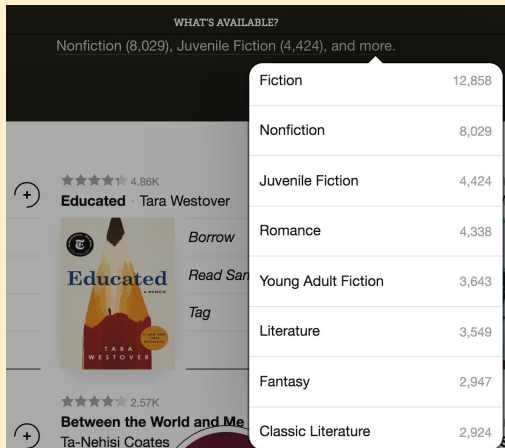 WHAT'S AVAILABLE?
Nonfiction (8,029), Juvenile Fiction (4,424), and more.
Fiction 12,858
Nonfiction 8,029
Juvenile Fiction 4,424
Romance 4,338
Young Adult Fiction 3,643
Literature 3,549
Fantasy 2,947
Classic Literature 2,924
4.86K
Educated · Tara Westover
Borrow
Read Sam
Tag
Educated
A MEMOIR
TARA
WESTOVER
2.57K
Between the World and Me
Ta-Nehisi Coates